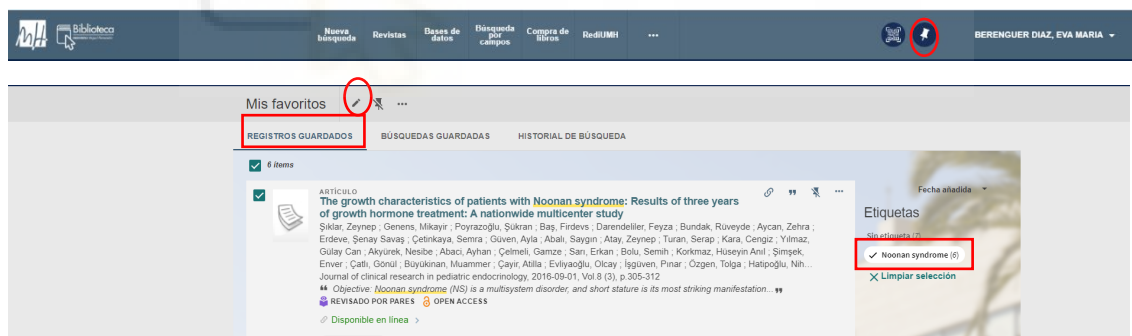 Biblioteca
Nueva búsqueda
Revistas
Bases de datos
Búsqueda por campos
Compra de libros
RediUMH
...
BERENGUER DIAZ, EVA MARIA
Mis favoritos
...
REGISTROS GUARDADOS
BÚSQUEDAS GUARDADAS
HISTORIAL DE BÚSQUEDA
6 items
ARTÍCULO
The growth characteristics of patients with Noonan syndrome: Results of three years
of growth hormone treatment: A nationwide multicenter study
Şıklar, Zeynep ; Genens, Mikayir ; Poyrazoğlu, Şükran ; Baş, Firdevs ; Darendeliler, Feyza ; Bundak, Rüveyde ; Aycan, Zehra ;
Erdeve, Şenay Savaş ; Çetinkaya, Semra ; Güven, Ayla ; Abalı, Saygın ; Atay, Zeynep ; Turan, Serap ; Kara, Cengiz ; Yılmaz,
Gülay Can ; Akyürek, Nesibe ; Abaci, Ayhan ; Çelmeli, Gamze ; Sarı, Erkan ; Bolu, Semih ; Korkmaz, Hüseyin Anıl ; Şimşek,
Enver ; Çatlı, Gönül ; Büyükinan, Muammer ; Çayır, Atilla ; Evliyaoğlu, Olcay ; İşgüven, Pınar ; Özgen, Tolga ; Hatipoğlu, Nih...
Journal of clinical research in pediatric endocrinology, 2016-09-01, Vol.8 (3), p.305-312
Objective: Noonan syndrome (NS) is a multisystem disorder, and short stature is its most striking manifestation...
REVISADO POR PARES
OPEN ACCESS
Disponible en línea
Fecha añadida
Etiquetas
Sin etiqueta (7)
Noonan syndrome (6)
Limpiar selección